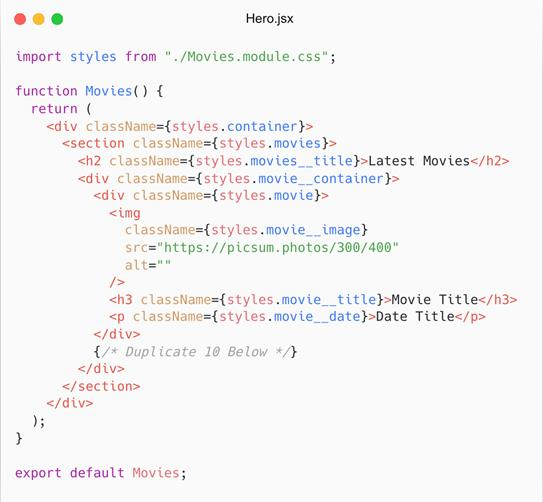 Hero.jsx
import styles from "./Movies.module.css";
function Movies() {
return (
<div className={styles.container}>
<section className={styles.movies}>
<h2 className={styles.movies__title}>Latest Movies</h2>
<div className={styles.movie__container}>
<div className={styles.movie}>
<img
className={styles.movie__image}
src="https://picsum.photos/300/400"
alt=""
/>
<h3 className={styles.movie__title}>Movie Title</h3>
<p className={styles.movie__date}>Date Title</p>
</div>
{/* Duplicate 10 Below */}
</div>
</section>
</div>
);
}
export default Movies;